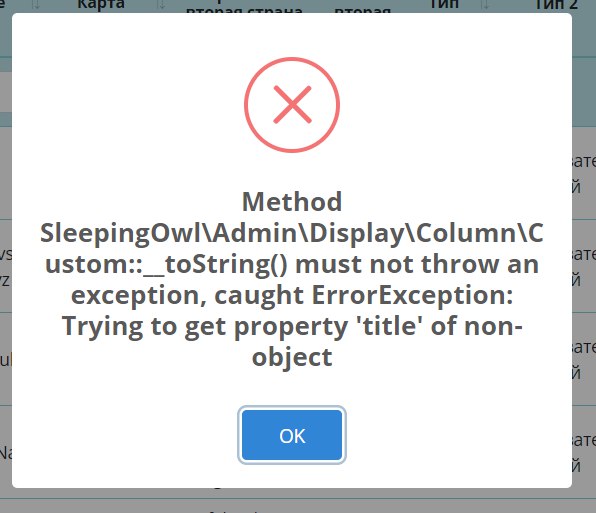 Карта
вторая страна
вторая
Тип
Тип 2
Method
SleepingOwl\Admin\Display\Column\C
ustom::__toString() must not throw an
exception, caught ErrorException:
Trying to get property 'title' of non-
object
OK